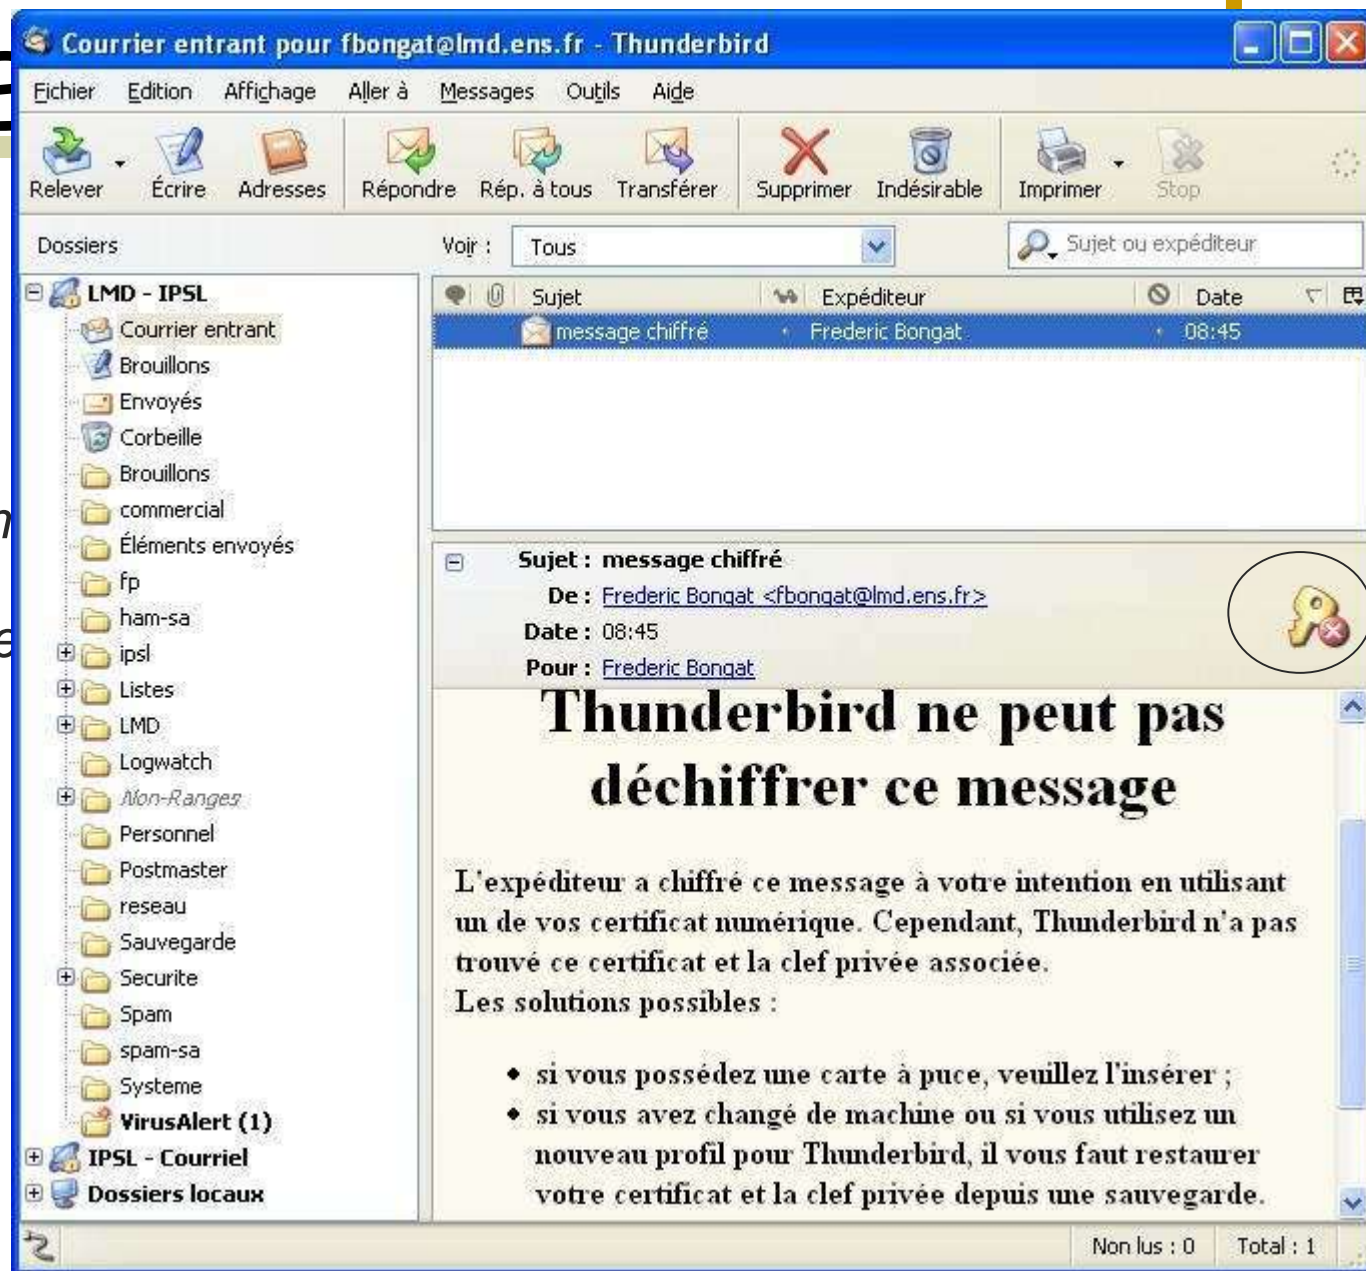 Courrier entrant pour fbongat@lmd.ens.fr - Thunderbird
Fichier Edition Affichage Aller à Messages Outils Aide
Relever Écrire Adresses Répondre Rép. à tous Transférer Supprimer Indésirable Imprimer Stop
Dossiers
Voir : Tous
Sujet ou expéditeur
LMD - IPSL
Courrier entrant
Brouillons
Envoyés
Corbeille
Brouillons
commercial
Éléments envoyés
fp
ham-sa
ipsl
Listes
LMD
Logwatch
Non-Ranges
Personnel
Postmaster
reseau
Sauvegarde
Securite
Spam
spam-sa
Systeme
VirusAlert (1)
IPSL - Courriel
Dossiers locaux
Sujet Expéditeur Date
message chiffré Frederic Bongat 08:45
Sujet : message chiffré
De : Frederic Bongat <fbongat@lmd.ens.fr>
Date : 08:45
Pour : Frederic Bongat
Thunderbird ne peut pas
déchiffrer ce message
L'expéditeur a chiffré ce message à votre intention en utilisant
un de vos certificat numérique. Cependant, Thunderbird n'a pas
trouvé ce certificat et la clef privée associée.
Les solutions possibles :
• si vous possédez une carte à puce, veuillez l'insérer ;
• si vous avez changé de machine ou si vous utilisez un
nouveau profil pour Thunderbird, il vous faut restaurer
votre certificat et la clef privée depuis une sauvegarde.
Non lus : 0 Total : 1